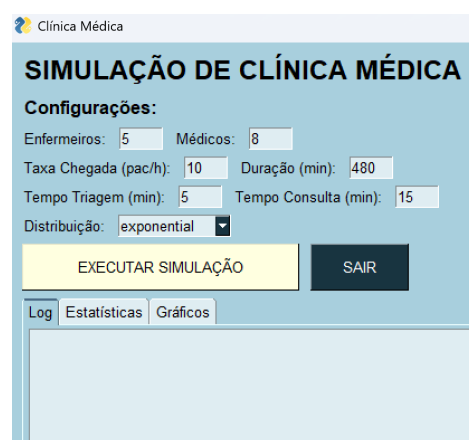 Clínica Médica
SIMULAÇÃO DE CLÍNICA MÉDICA
Configurações:
Enfermeiros: 5 Médicos: 8
Taxa Chegada (pac/h): 10 Duração (min): 480
Tempo Triagem (min): 5 Tempo Consulta (min): 15
Distribuição: exponential
EXECUTAR SIMULAÇÃO SAIR
Log Estatísticas Gráficos